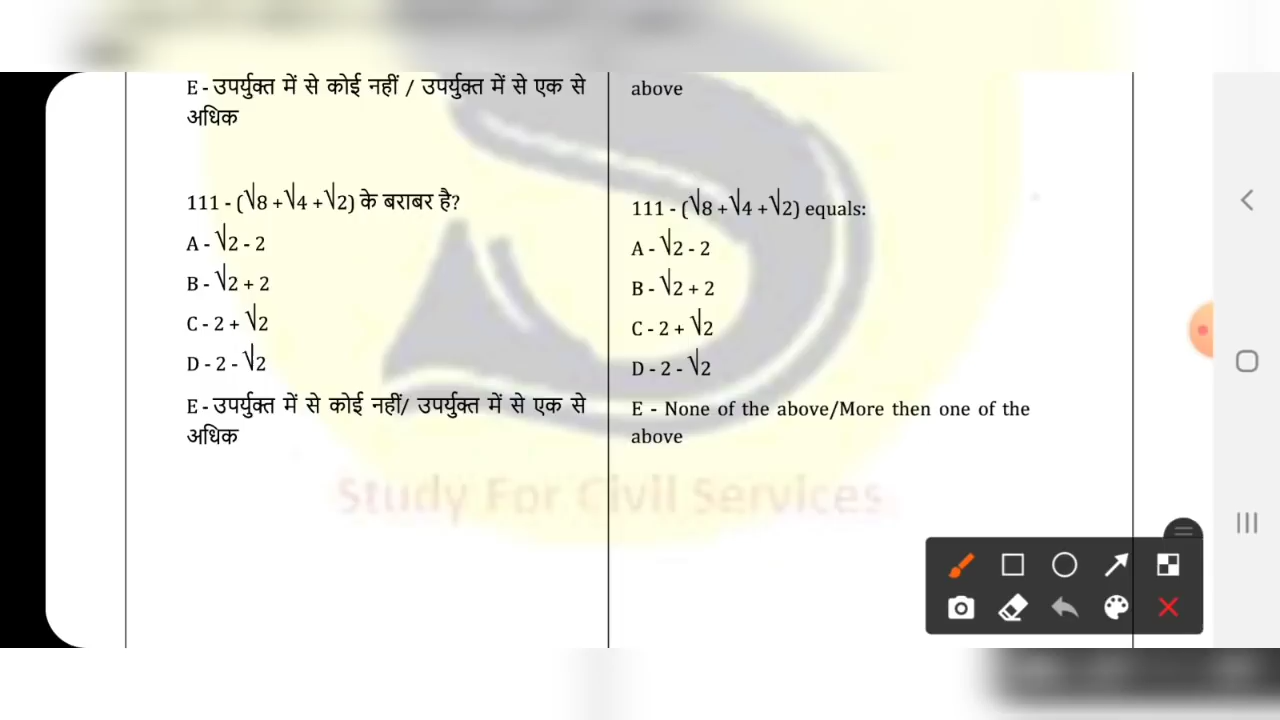 E - उपर्युक्त में से कोई नहीं / उपर्युक्त में से एक से
अधिक
111 - (√8 +√4 +√2) के बराबर है?
A - √2 - 2
B - √2 + 2
C - 2 + √2
D - 2 - √2
E - उपर्युक्त में से कोई नहीं/ उपर्युक्त में से एक से
अधिक
above
111 - (√8 +√4 +√2) equals:
A - √2 - 2
B - √2 + 2
C - 2 + √2
D - 2 - √2
E - None of the above/More then one of the
above
Study For Civil Services